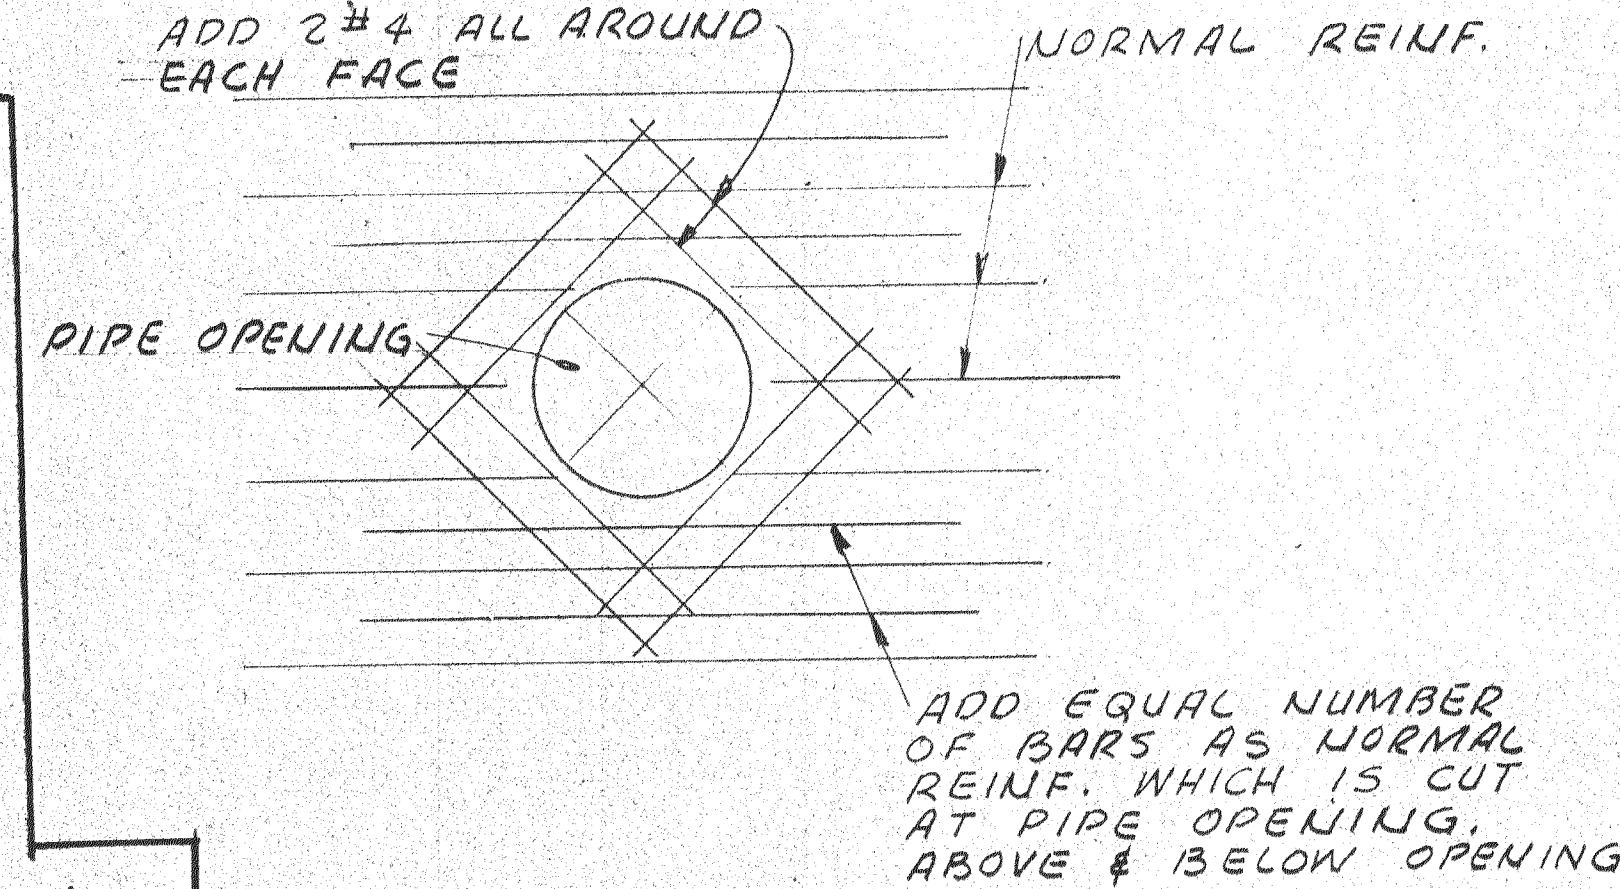 ADD 2#4 ALL AROUND
EACH FACE
NORMAL REINF.
PIPE OPENING
ADD EQUAL NUMBER
OF BARS AS NORMAL
REINF. WHICH IS CUT
AT PIPE OPENING.
ABOVE & BELOW OPENING